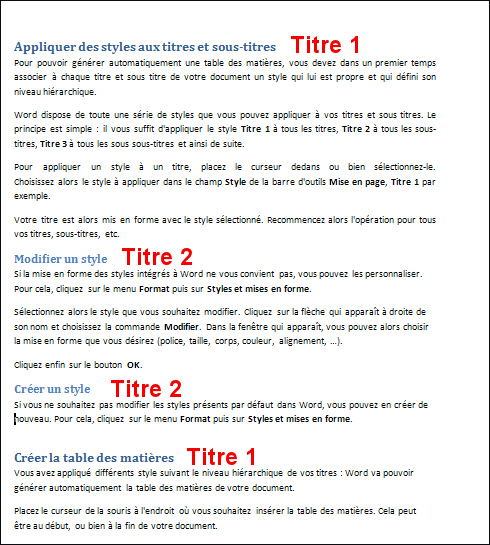 Appliquer des styles aux titres et sous-titres Titre 1
Pour pouvoir générer automatiquement une table des matières, vous devez dans un premier temps
associer à chaque titre et sous titre de votre document un style qui lui est propre et qui défini son
niveau hiérarchique.
Word dispose de toute une série de styles que vous pouvez appliquer à vos titres et sous titres. Le
principe est simple : il vous suffit d'appliquer le style Titre 1 à tous les titres, Titre 2 à tous les sous-
titres, Titre 3 à tous les sous sous-titres et ainsi de suite.
Pour appliquer un style à un titre, placez le curseur dedans ou bien sélectionnez-le.
Choisissez alors le style à appliquer dans le champ Style de la barre d'outils Mise en page, Titre 1 par
exemple.
Votre titre est alors mis en forme avec le style sélectionné. Recommencez alors l'opération pour tous
vos titres, sous-titres, etc.
Modifier un style Titre 2
Si la mise en forme des styles intégrés à Word ne vous convient pas, vous pouvez les personnaliser.
Pour cela, cliquez sur le menu Format puis sur Styles et mises en forme.
Sélectionnez alors le style que vous souhaitez modifier. Cliquez sur la flèche qui apparaît à droite de
son nom et choisissez la commande Modifier. Dans la fenêtre qui apparaît, vous pouvez alors choisir
la mise en forme que vous désirez (police, taille, corps, couleur, alignement, ...).
Cliquez enfin sur le bouton OK.
Créer un style Titre 2
Si vous ne souhaitez pas modifier les styles présents par défaut dans Word, vous pouvez en créer de
nouveau. Pour cela, cliquez sur le menu Format puis sur Styles et mises en forme.
Créer la table des matières Titre 1
Vous avez appliqué différents style suivant le niveau hiérarchique de vos titres : Word va pouvoir
générer automatiquement la table des matières de votre document.
Placez le curseur de la souris à l'endroit où vous souhaitez insérer la table des matières. Cela peut
être au début, ou bien à la fin de votre document.